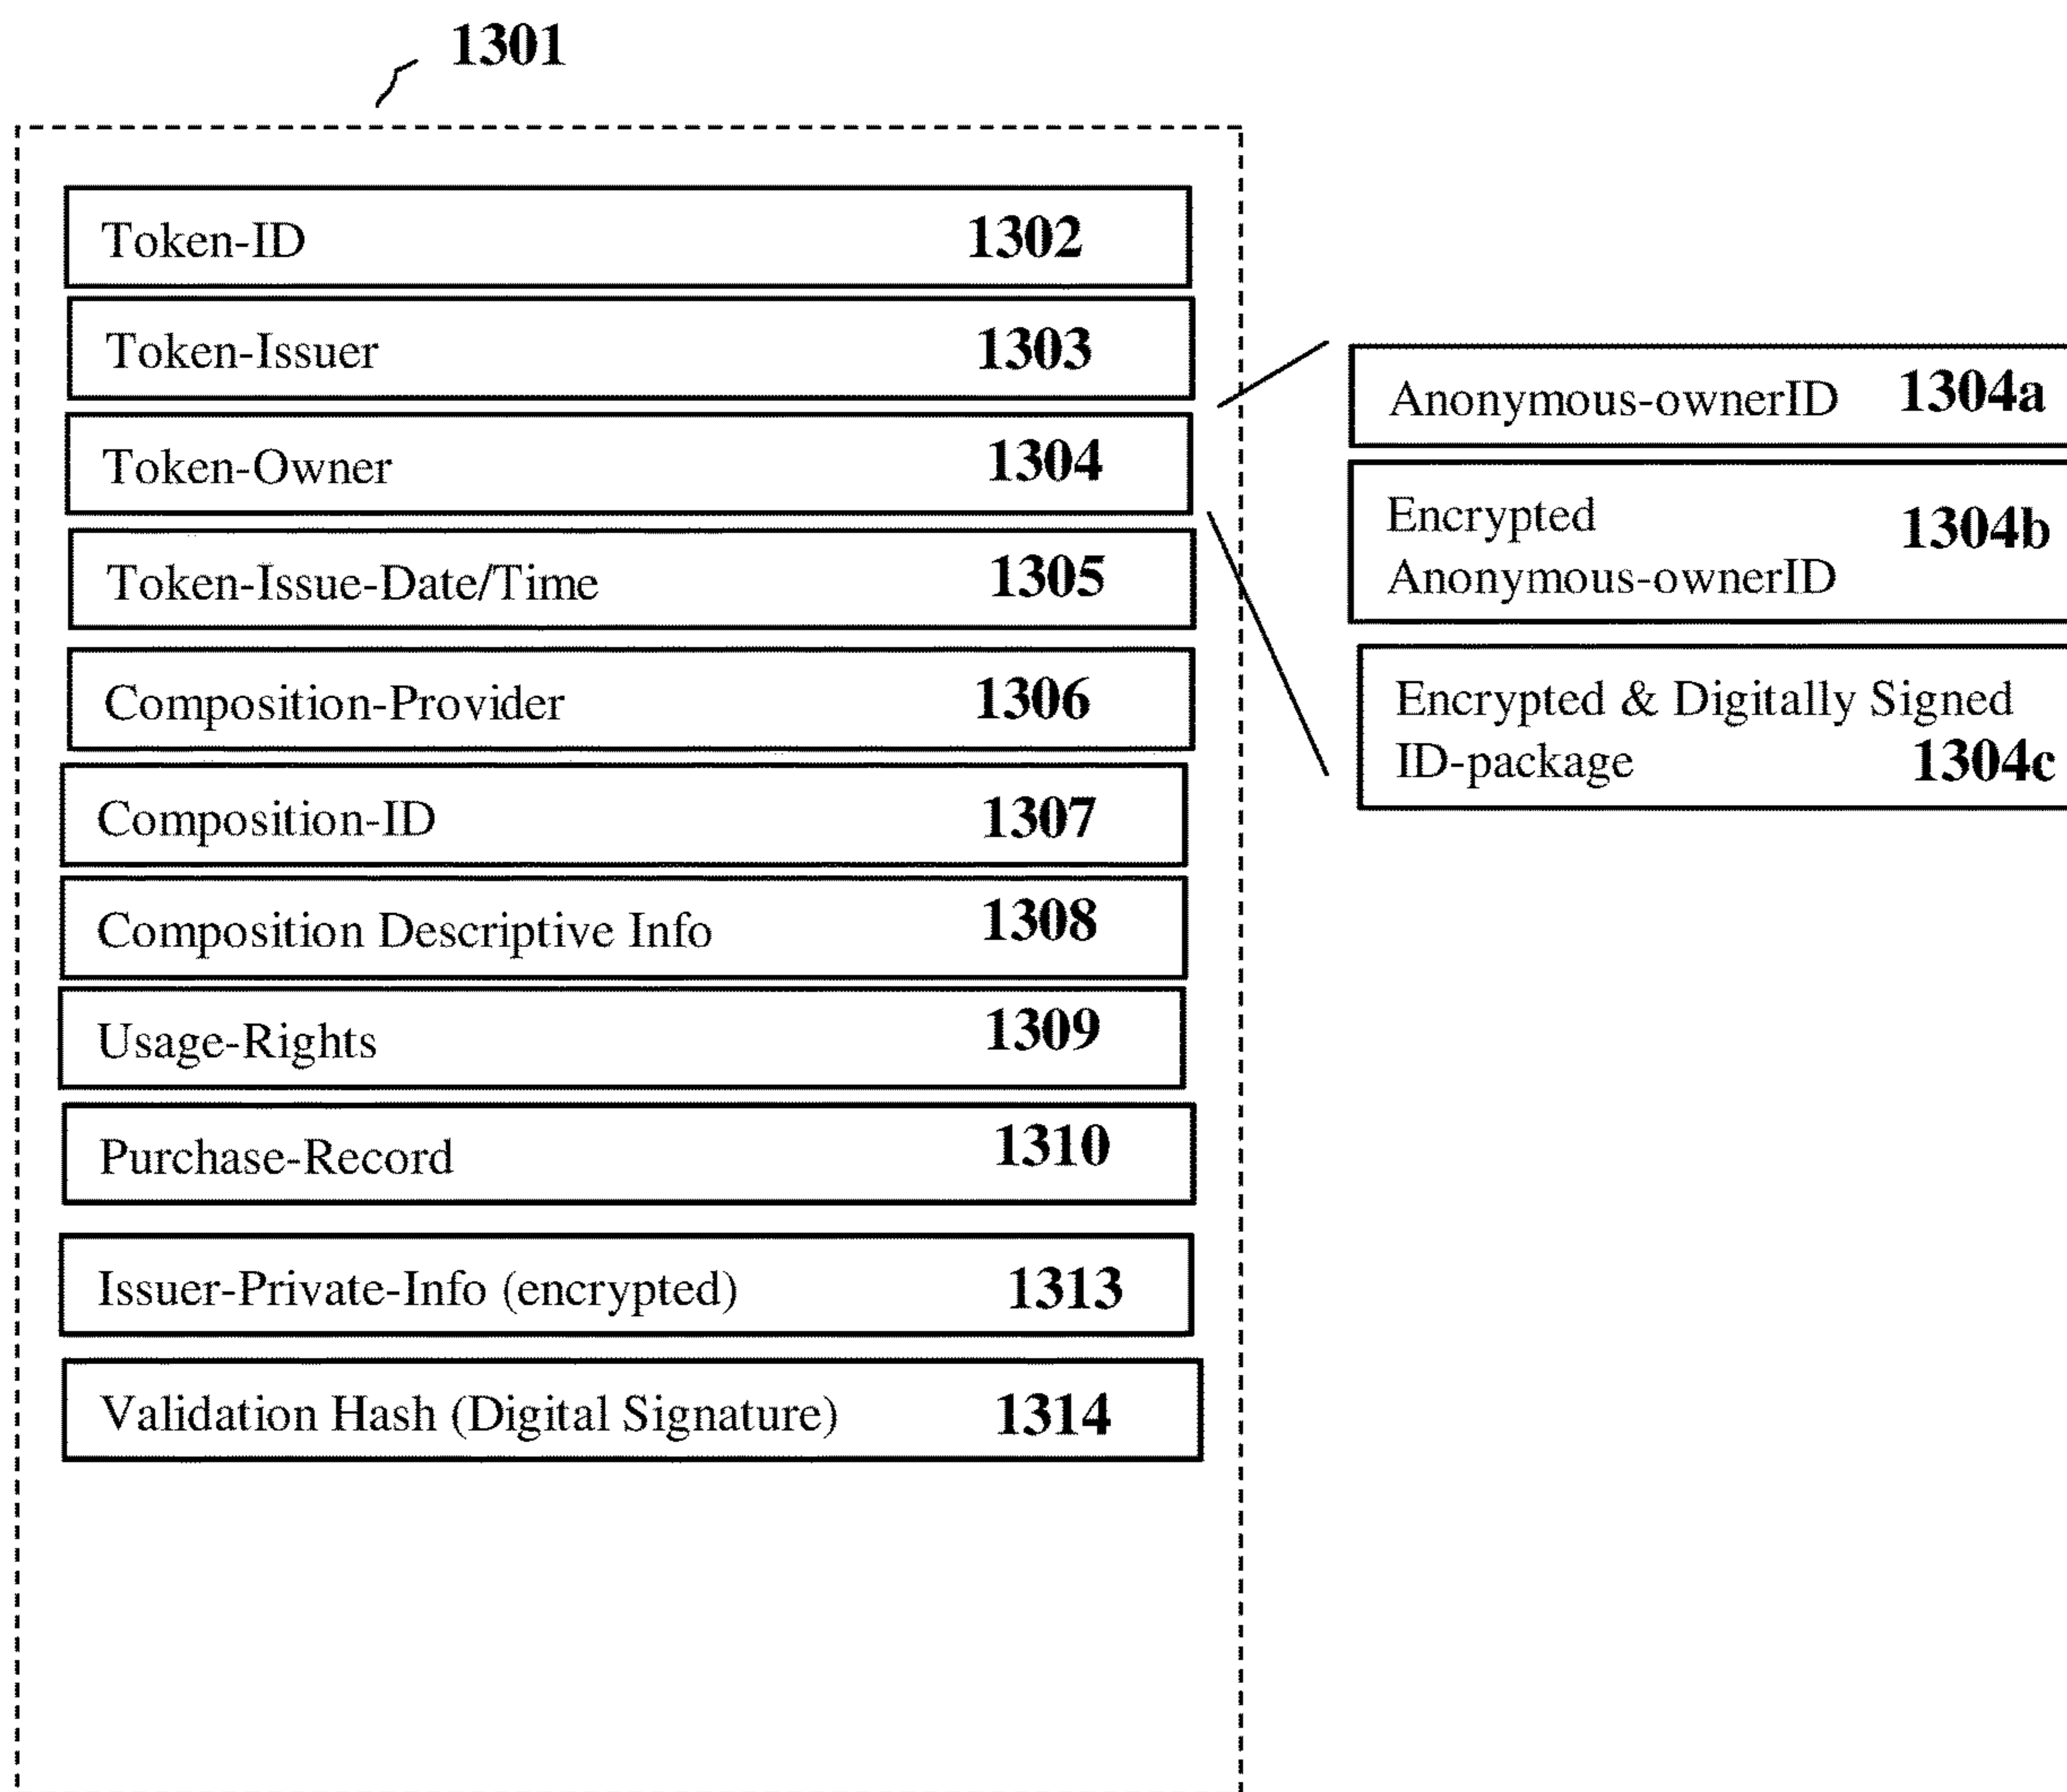 1301
Token-ID 1302
Token-Issuer 1303
Token-Owner 1304
Token-Issue-Date/Time 1305
Composition-Provider 1306
Composition-ID 1307
Composition Descriptive Info 1308
Usage-Rights 1309
Purchase-Record 1310
Issuer-Private-Info (encrypted) 1313
Validation Hash (Digital Signature) 1314
Anonymous-ownerID 1304a
Encrypted 1304b
Anonymous-ownerID
Encrypted & Digitally Signed
ID-package 1304c